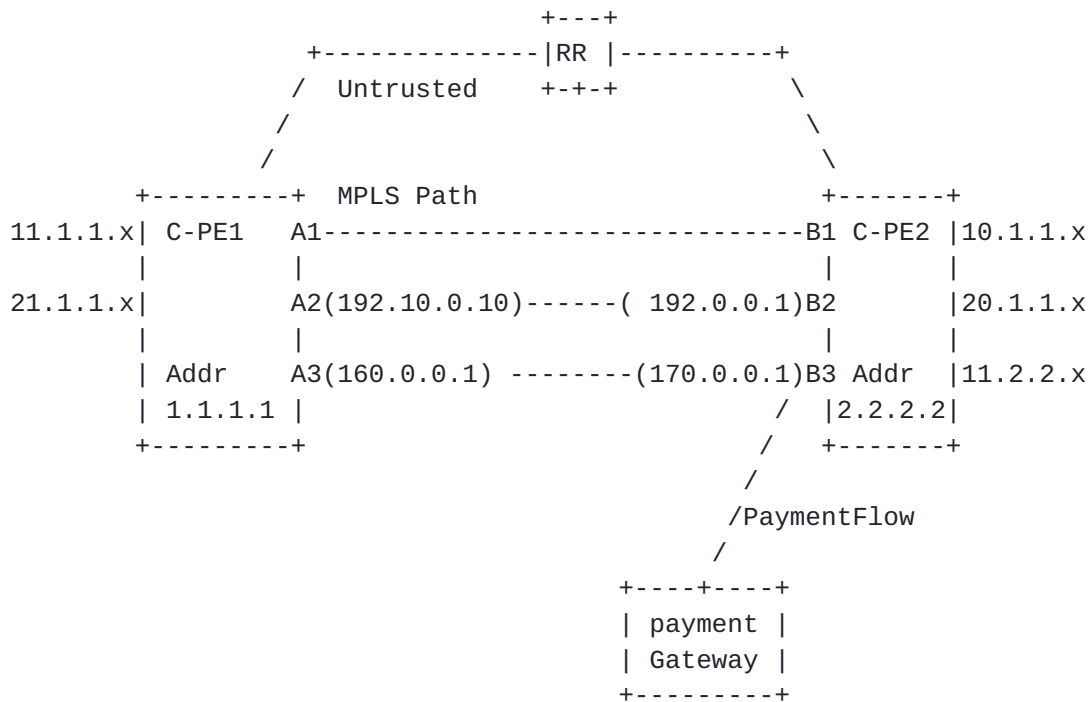 +---+
+--------------|RR |----------+
/ Untrusted +-+-+ \
/ \
/ \
+---------+ MPLS Path +-------+
11.1.1.x| C-PE1 A1-------------------------------B1 C-PE2 |10.1.1.x
| | | |
21.1.1.x| A2(192.10.0.10)------( 192.0.0.1)B2 |20.1.1.x
| | | |
| Addr A3(160.0.0.1) --------(170.0.0.1)B3 Addr |11.2.2.x
| 1.1.1.1 | / |2.2.2.2|
+---------+ / +-------+
/
/PaymentFlow
/
+----+----+
| payment |
| Gateway |
+---------+